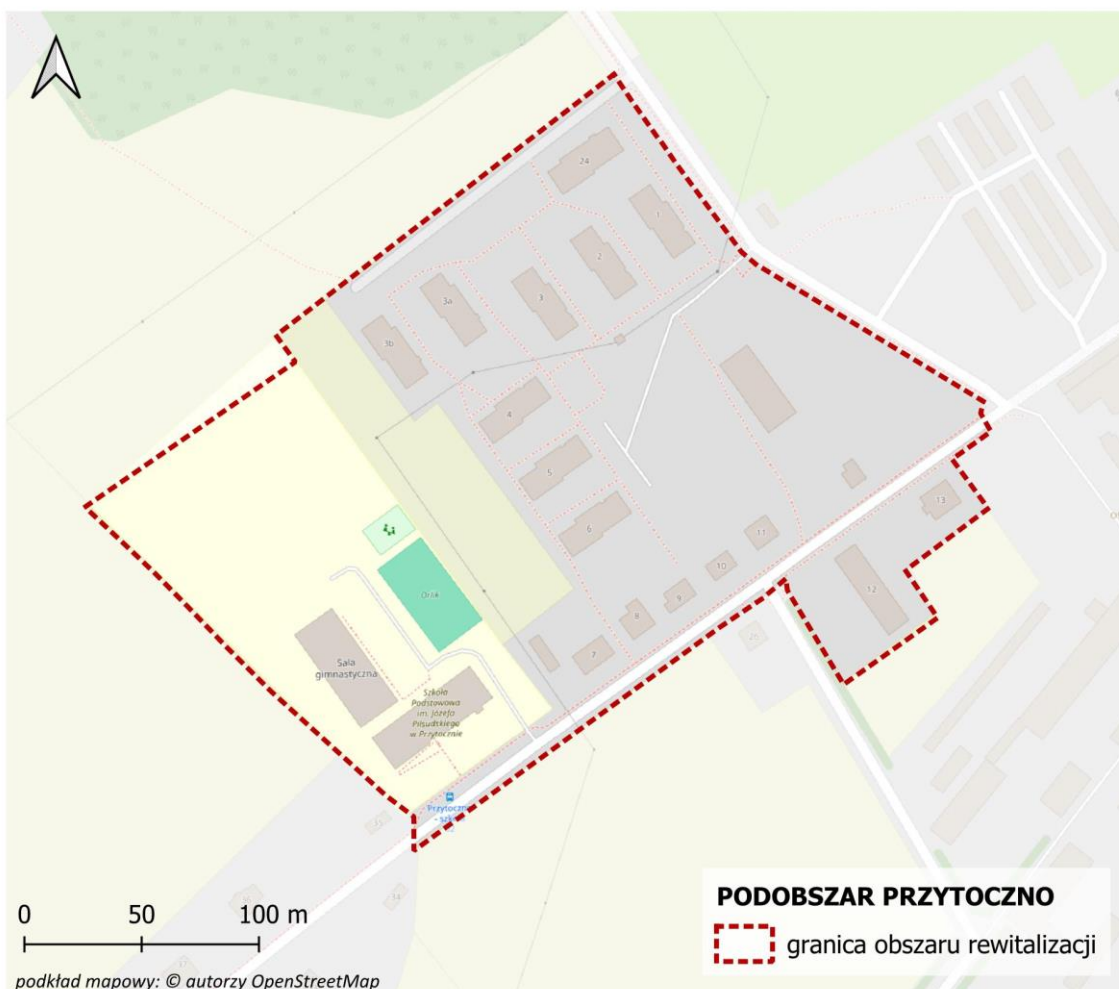 24
1
2
3
3a
3b
4
5
6
13
11
10
9
8
7
12
Orlik
Sala
gimnastyczna
Szkoła
Podstawowa
im. Józefa
Piłsudskiego
w Przytocznie
PODOBSZAR PRZYTOCZNO
granica obszaru rewitalizacji
0 50 100 m
podkład mapowy: © autorzy OpenStreetMap